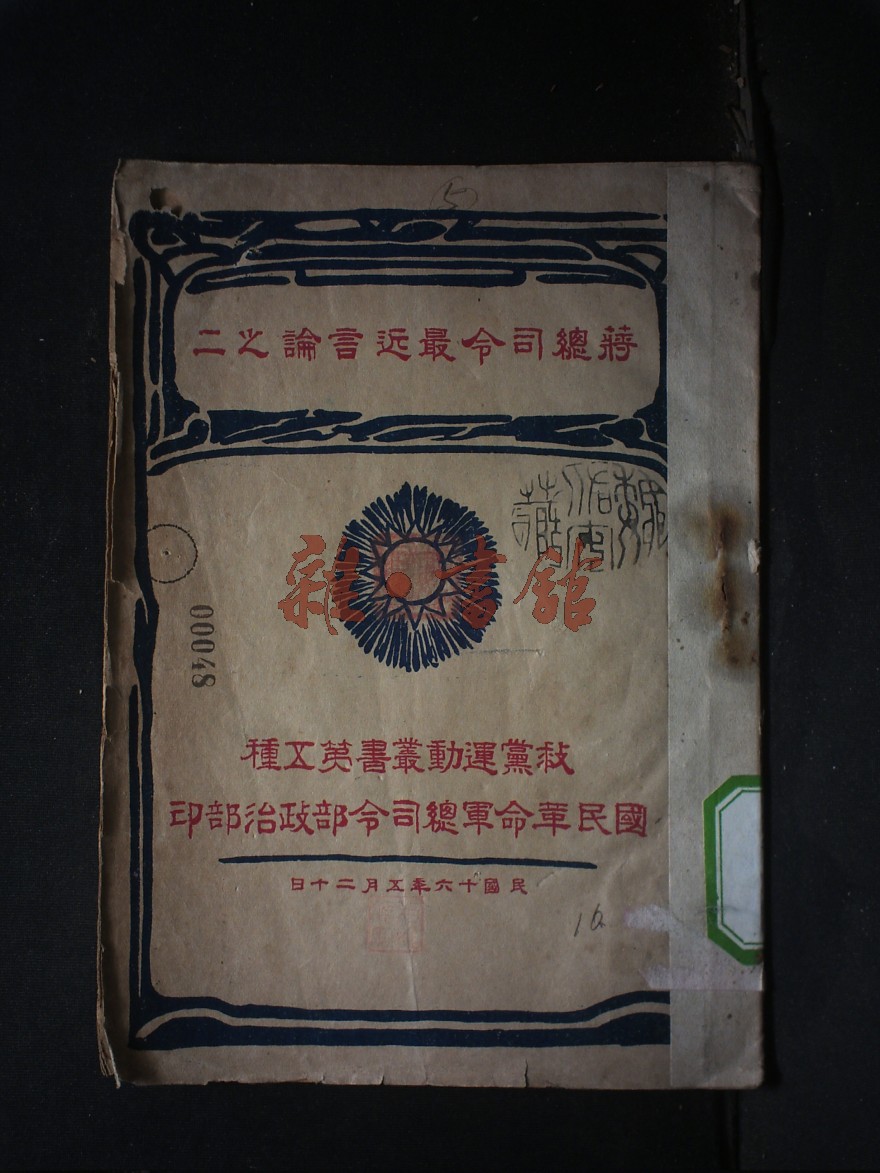 蔣總司令最近言論之二
雜·書舘
00048
救黨運動叢書第五種
國民革命軍總司令部政治部印
民國十六年五月二十日
16